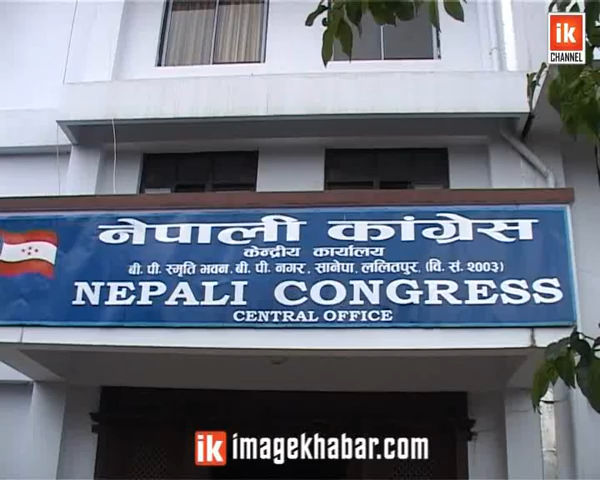 ik
CHANNEL
नेपाली कांग्रेस
केन्द्रीय कार्यालय
बी. पी. स्मृति भवन, बी. पी. नगर, सानेपा, ललितपुर, (वि. सं. २००३)
NEPALI CONGRESS
CENTRAL OFFICE
ik imagekhabar.com